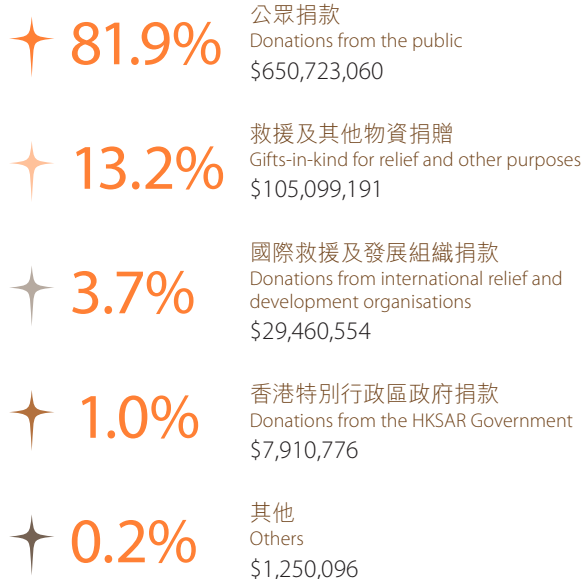 81.9%
公眾捐款
Donations from the public
$650,723,060
13.2%
救援及其他物資捐贈
Gifts-in-kind for relief and other purposes
$105,099,191
3.7%
國際救援及發展組織捐款
Donations from international relief and
development organisations
$29,460,554
1.0%
香港特別行政區政府捐款
Donations from the HKSAR Government
$7,910,776
0.2%
其他
Others
$1,250,096